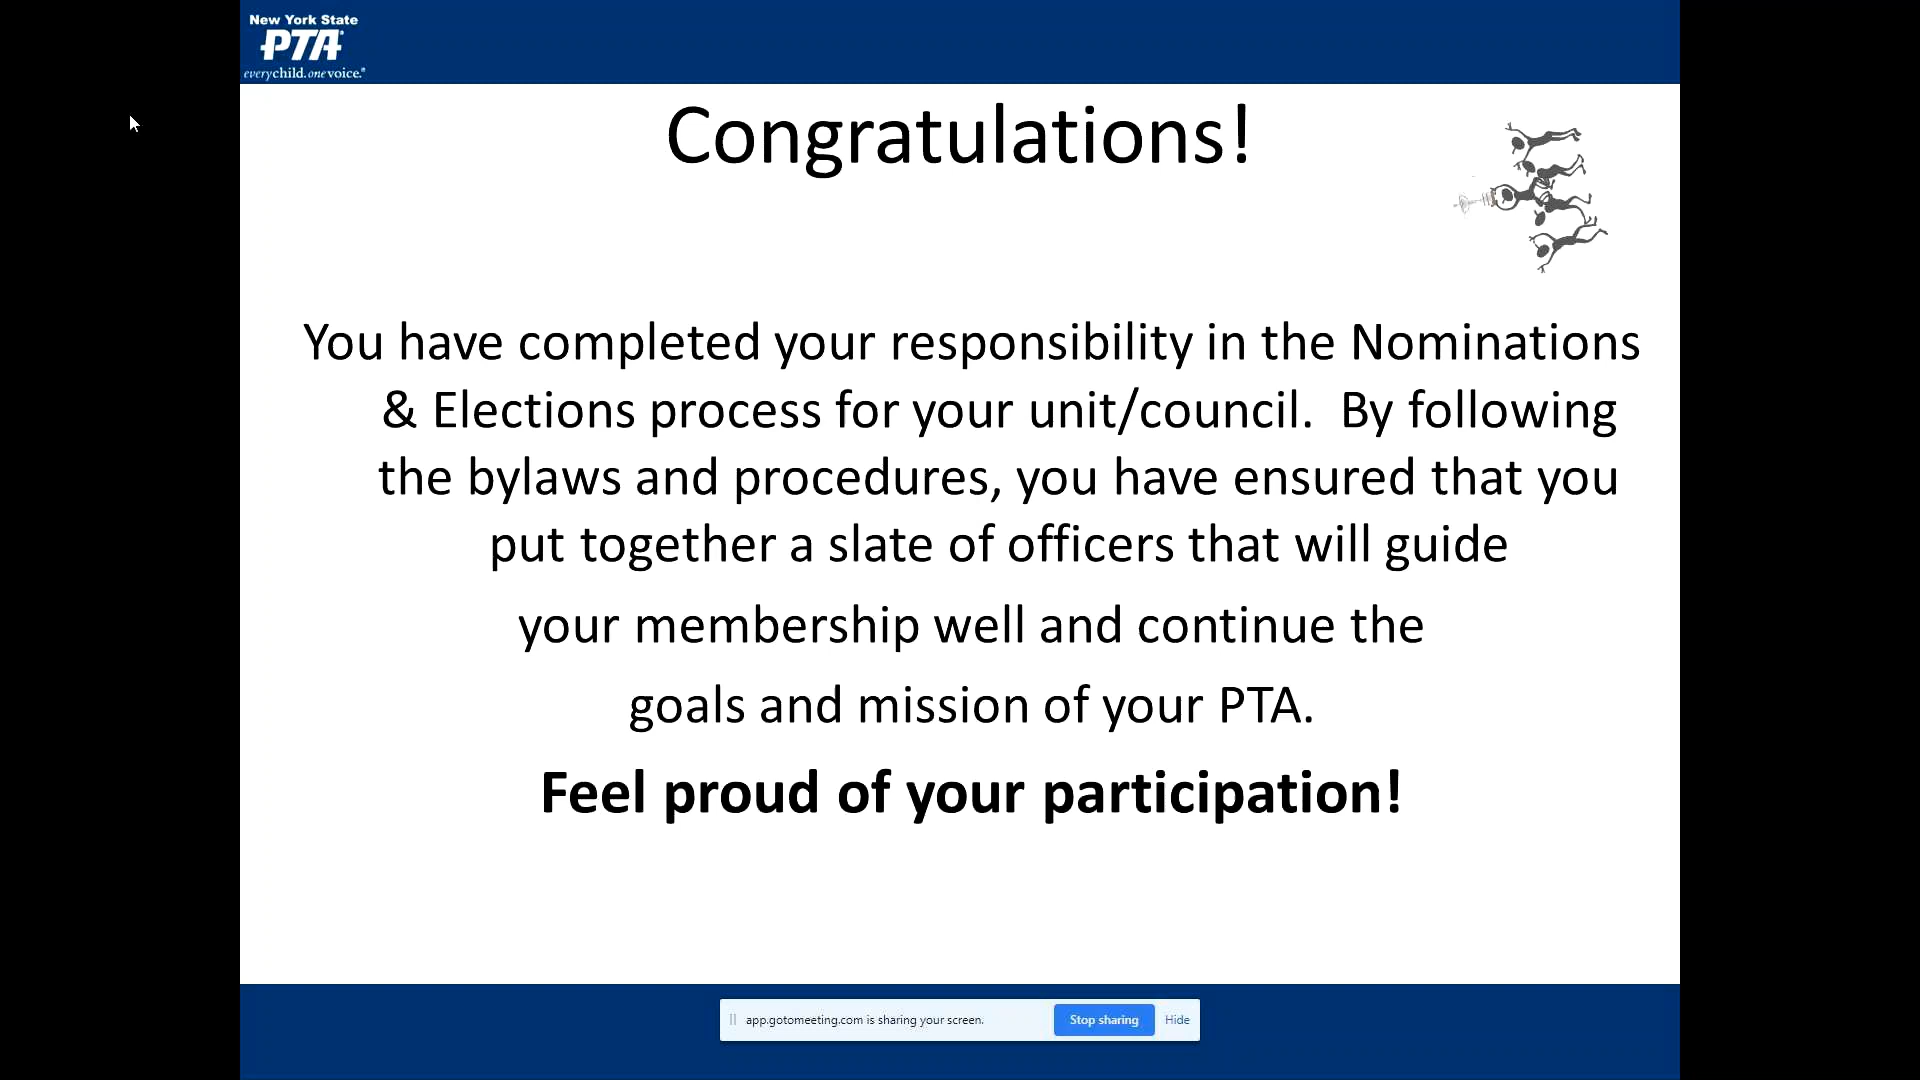 New York State
PTA
everychild.onevoice.®
Congratulations!
You have completed your responsibility in the Nominations
& Elections process for your unit/council.  By following
the bylaws and procedures, you have ensured that you
put together a slate of officers that will guide
your membership well and continue the
goals and mission of your PTA.
Feel proud of your participation!
app.gotomeeting.com is sharing your screen. Stop sharing Hide